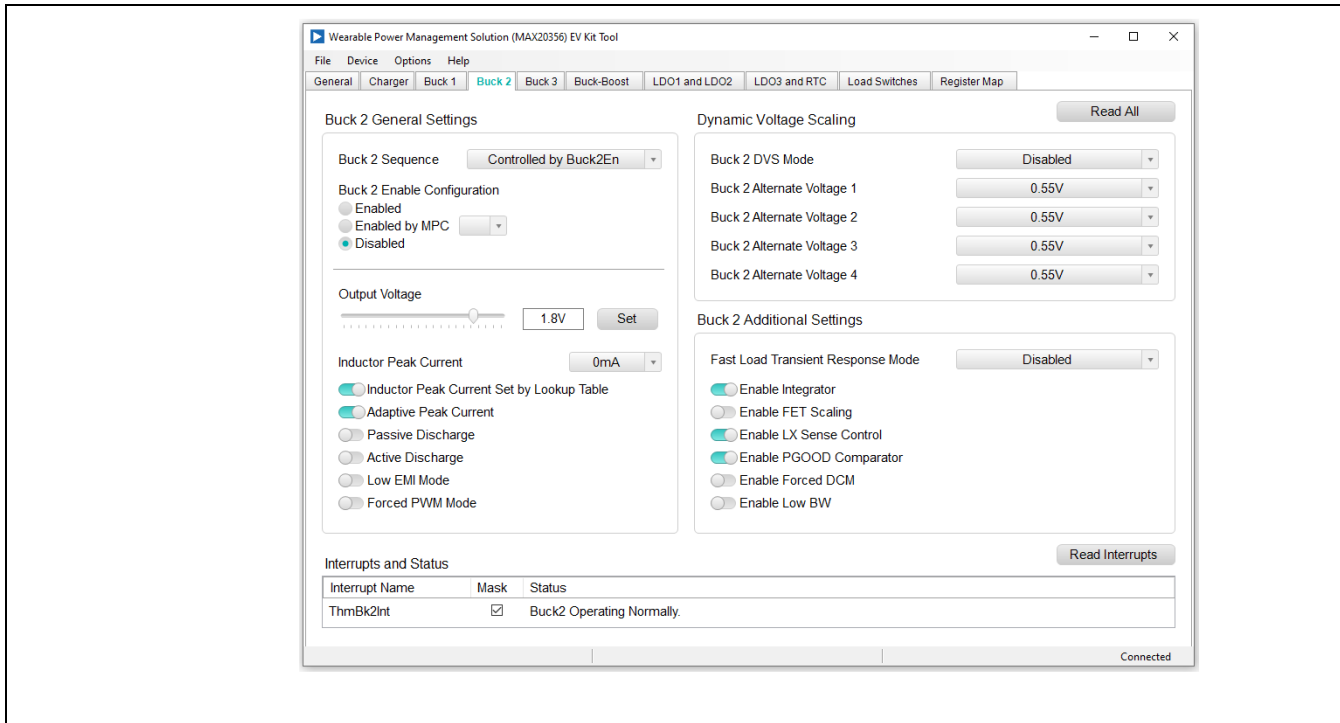 Wearable Power Management Solution (MAX20356) EV Kit Tool
File Device Options Help
General Charger Buck 1 Buck 2 Buck 3 Buck-Boost LDO1 and LDO2 LDO3 and RTC Load Switches Register Map
Read All
Buck 2 General Settings
Buck 2 Sequence Controlled by Buck2En
Buck 2 Enable Configuration
Enabled
Enabled by MPC
Disabled
Output Voltage
1.8V Set
Inductor Peak Current 0mA
Inductor Peak Current Set by Lookup Table
Adaptive Peak Current
Passive Discharge
Active Discharge
Low EMI Mode
Forced PWM Mode
Dynamic Voltage Scaling
Buck 2 DVS Mode Disabled
Buck 2 Alternate Voltage 1 0.55V
Buck 2 Alternate Voltage 2 0.55V
Buck 2 Alternate Voltage 3 0.55V
Buck 2 Alternate Voltage 4 0.55V
Buck 2 Additional Settings
Fast Load Transient Response Mode Disabled
Enable Integrator
Enable FET Scaling
Enable LX Sense Control
Enable PGOOD Comparator
Enable Forced DCM
Enable Low BW
Read Interrupts
Interrupts and Status
Interrupt Name Mask Status
ThmBk2Int Buck2 Operating Normally.
Connected